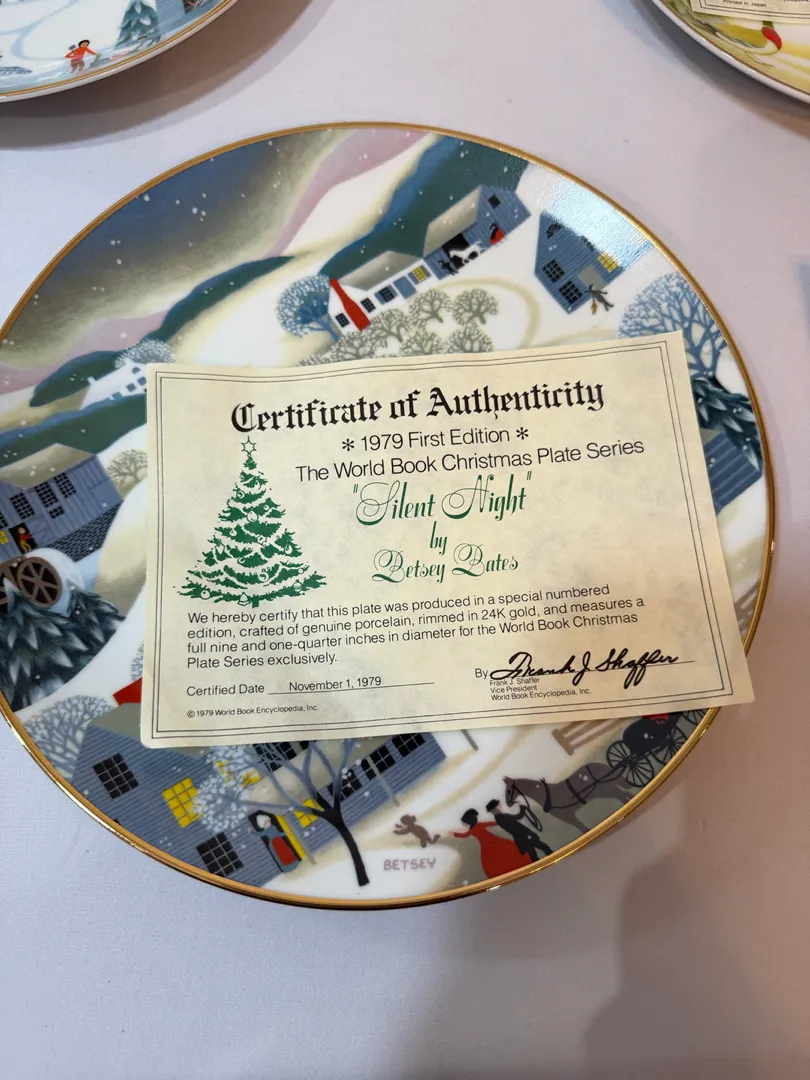 Printed in Japan
Certificate of Authenticity
* 1979 First Edition *
The World Book Christmas Plate Series
"Silent Night"
by
Betsey Bates
We hereby certify that this plate was produced in a special numbered
edition, crafted of genuine porcelain, rimmed in 24K gold, and measures a
full nine and one-quarter inches in diameter for the World Book Christmas
Plate Series exclusively.
Certified Date November 1, 1979
By Frank J. Shaffer
Frank J. Shaffer
Vice President
World Book Encyclopedia, Inc.
© 1979 World Book Encyclopedia, Inc.
BETSEY